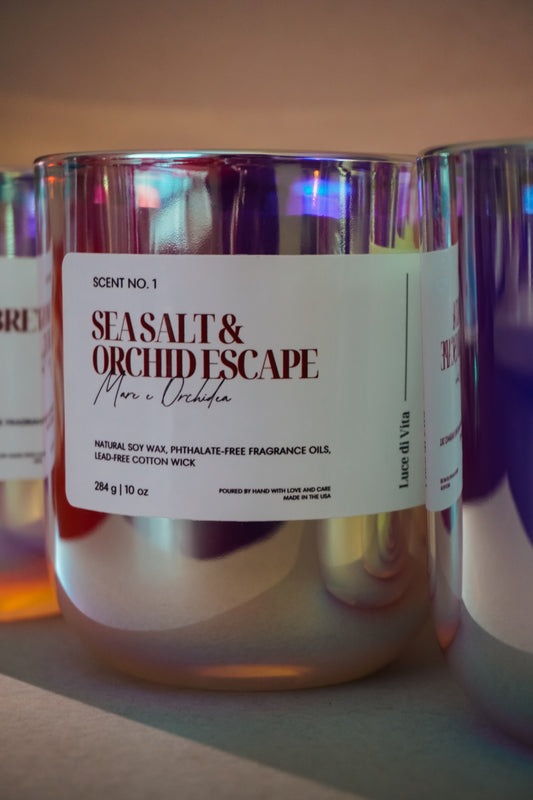 SCENT NO. 1
SEA SALT &
ORCHID ESCAPE
Mare e Orchidea
NATURAL SOY WAX, PHTHALATE-FREE FRAGRANCE OILS,
LEAD-FREE COTTON WICK
284 g | 10 oz
POURED BY HAND WITH LOVE AND CARE
MADE IN THE USA
Luce di Vita